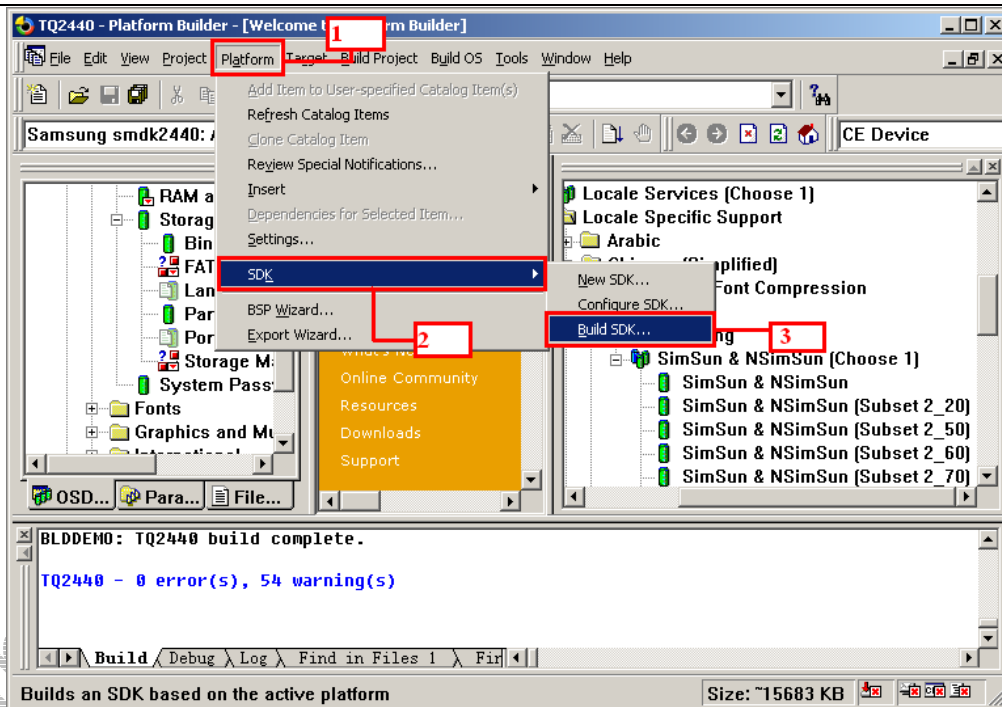 TQ2440 - Platform Builder - [Welcome t rm Builder]
1
File Edit View Project Platform Target Build Project Build OS Tools Window Help
Samsung smdk2440:
CE Device
Add Item to User-specified Catalog Item(s)
Refresh Catalog Items
Clone Catalog Item
Review Special Notifications...
Insert
Dependencies for Selected Item...
Settings...
SDK
BSP Wizard...
Export Wizard...
2
New SDK...
Configure SDK...
Build SDK...
3
RAM a
Storag
Bin
FAT
Lan
Par
Por
Storage M
System Pass
Fonts
Graphics and Mu
OSD... Para... File...
Online Community
Resources
Downloads
Support
Locale Services (Choose 1)
Locale Specific Support
Arabic
plified)
Font Compression
ng
SimSun & NSimSun (Choose 1)
SimSun & NSimSun
SimSun & NSimSun (Subset 2_20)
SimSun & NSimSun (Subset 2_50)
SimSun & NSimSun (Subset 2_60)
SimSun & NSimSun (Subset 2_70)
BLDDEMO: TQ2440 build complete.
TQ2440 - 0 error(s), 54 warning(s)
Build Debug Log Find in Files 1 Fin
Builds an SDK based on the active platform
Size: ~15683 KB